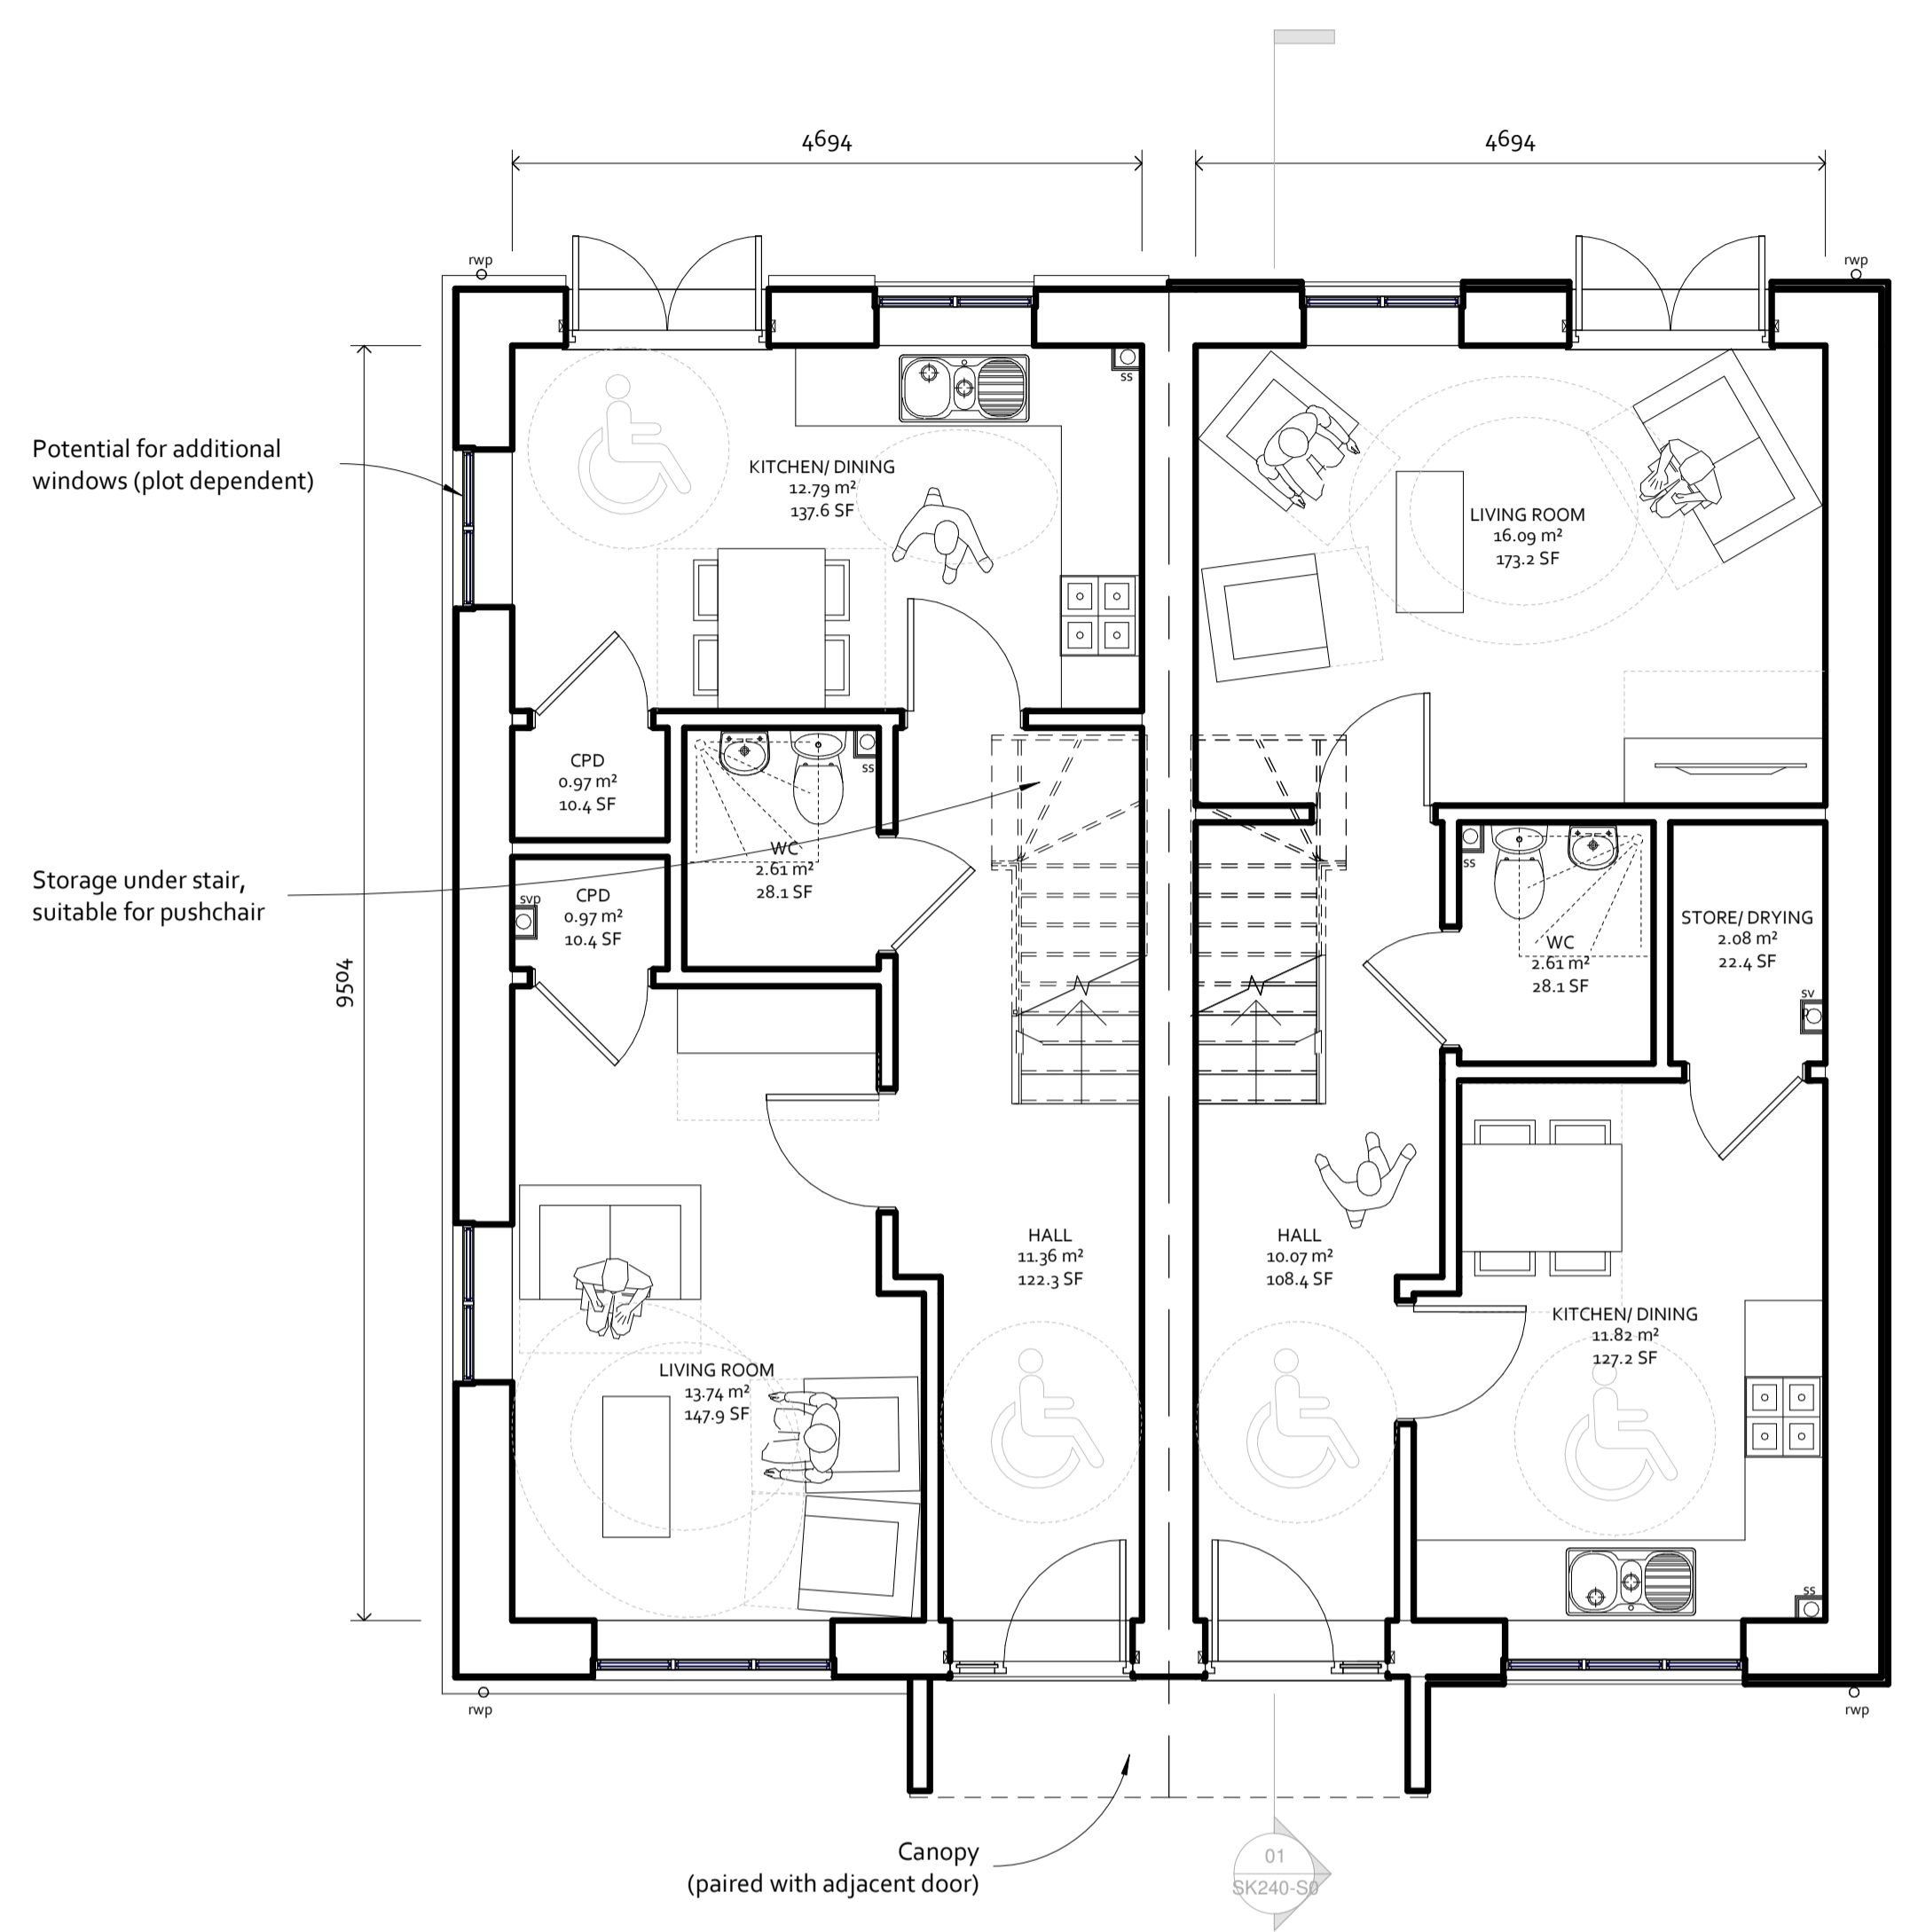 4694
4694
rwp
rwp
ss
Potential for additional
windows (plot dependent)
KITCHEN/ DINING
12.79 m²
137.6 SF
LIVING ROOM
16.09 m²
173.2 SF
CPD
0.97 m²
10.4 SF
ss
WC
2.61 m²
28.1 SF
Storage under stair,
suitable for pushchair
svp
CPD
0.97 m²
10.4 SF
9504
ss
WC
2.61 m²
28.1 SF
STORE/ DRYING
2.08 m²
22.4 SF
svp
HALL
11.36 m²
122.3 SF
HALL
10.07 m²
108.4 SF
KITCHEN/ DINING
11.82 m²
127.2 SF
LIVING ROOM
13.74 m²
147.9 SF
ss
rwp
rwp
Canopy
(paired with adjacent door)
01
SK240-S0